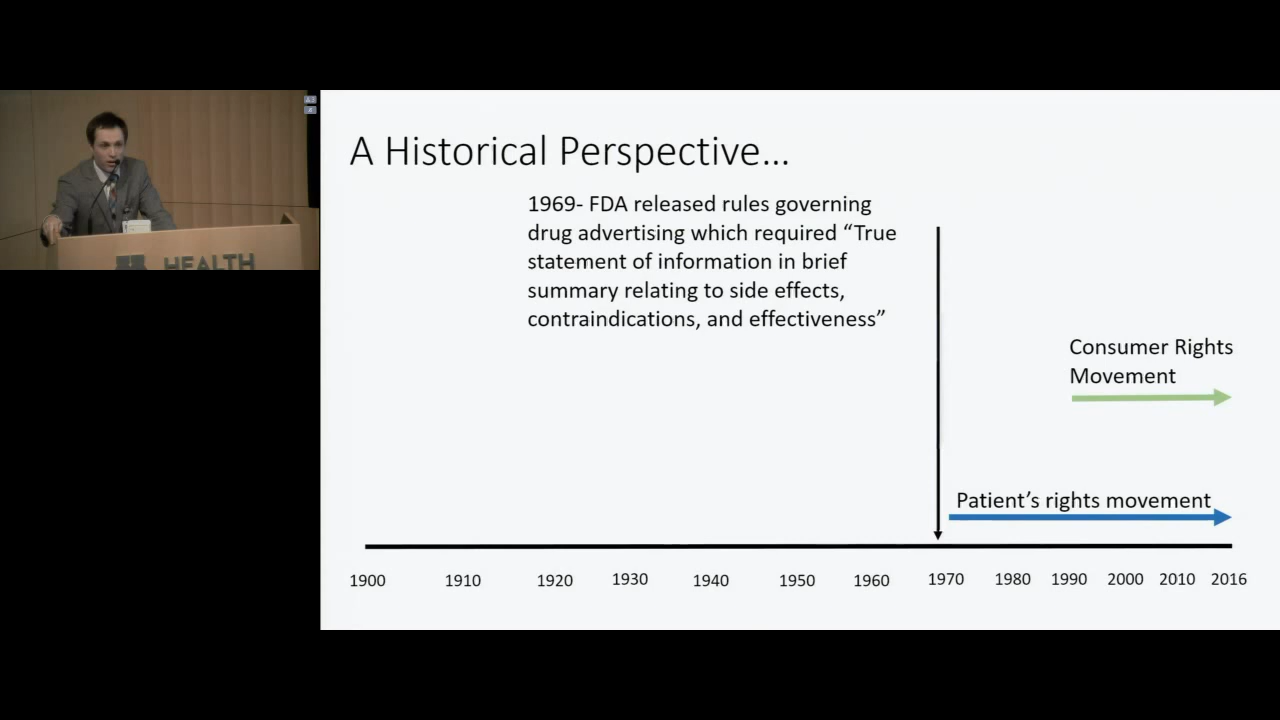 A Historical Perspective...
1969- FDA released rules governing
drug advertising which required “True
statement of information in brief
summary relating to side effects,
contraindications, and effectiveness”
Consumer Rights
Movement
Patient’s rights movement
1900 1910 1920 1930 1940 1950 1960 1970 1980 1990 2000 2010 2016
HEALTH